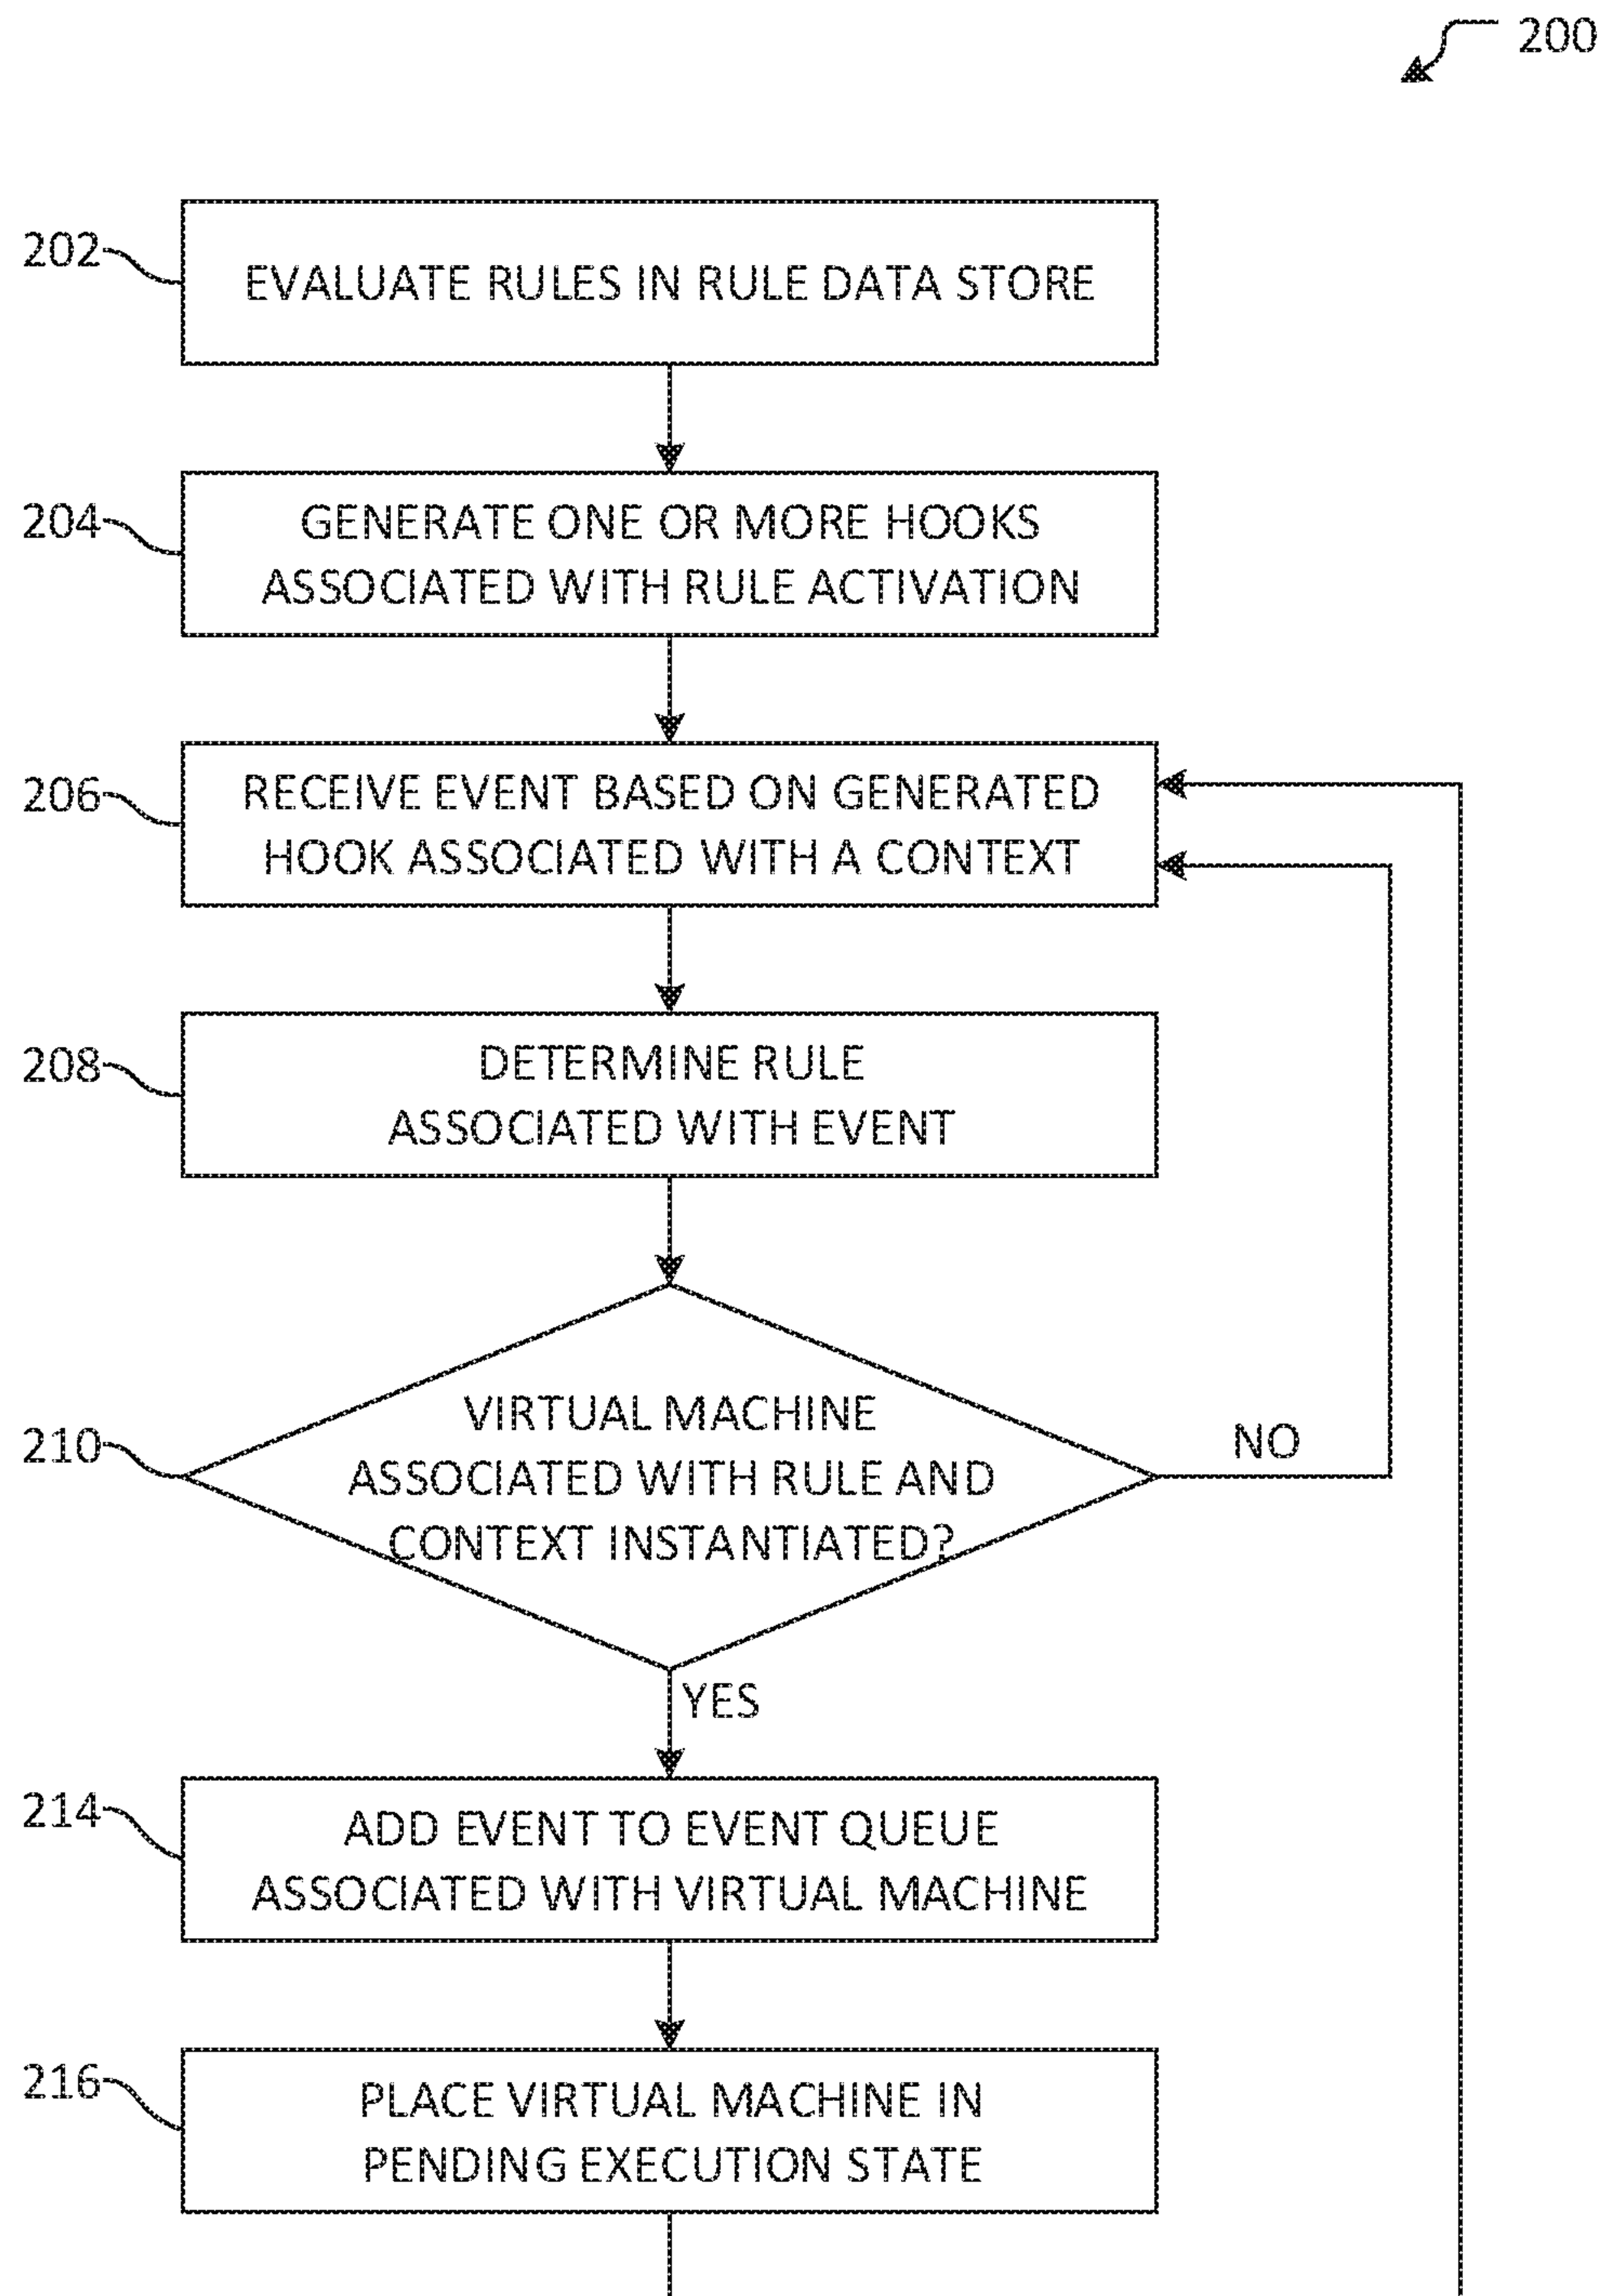 200
202
EVALUATE RULES IN RULE DATA STORE
204
GENERATE ONE OR MORE HOOKS
ASSOCIATED WITH RULE ACTIVATION
206
RECEIVE EVENT BASED ON GENERATED
HOOK ASSOCIATED WITH A CONTEXT
208
DETERMINE RULE
ASSOCIATED WITH EVENT
210
VIRTUAL MACHINE
ASSOCIATED WITH RULE AND
CONTEXT INSTANTIATED?
NO
YES
214
ADD EVENT TO EVENT QUEUE
ASSOCIATED WITH VIRTUAL MACHINE
216
PLACE VIRTUAL MACHINE IN
PENDING EXECUTION STATE